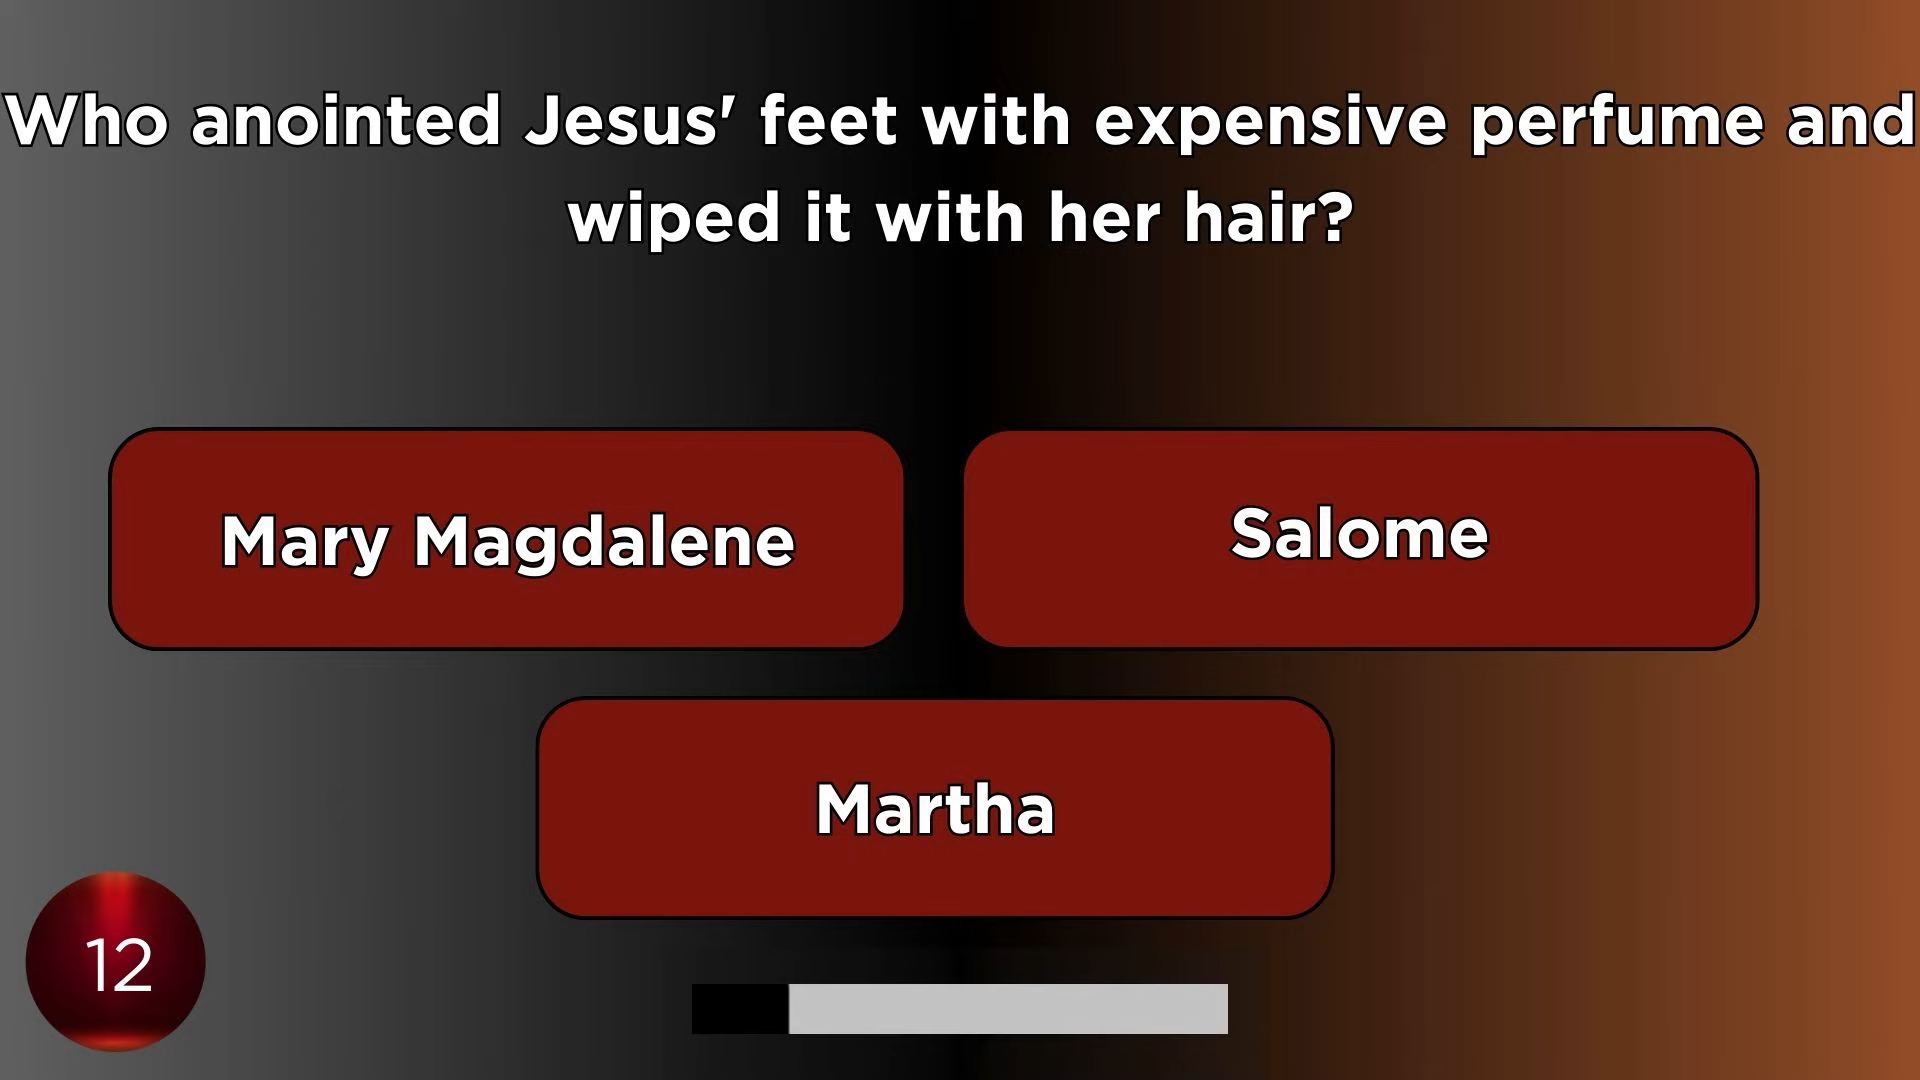 Who anointed Jesus' feet with expensive perfume and
wiped it with her hair?
Mary Magdalene
Salome
Martha
12